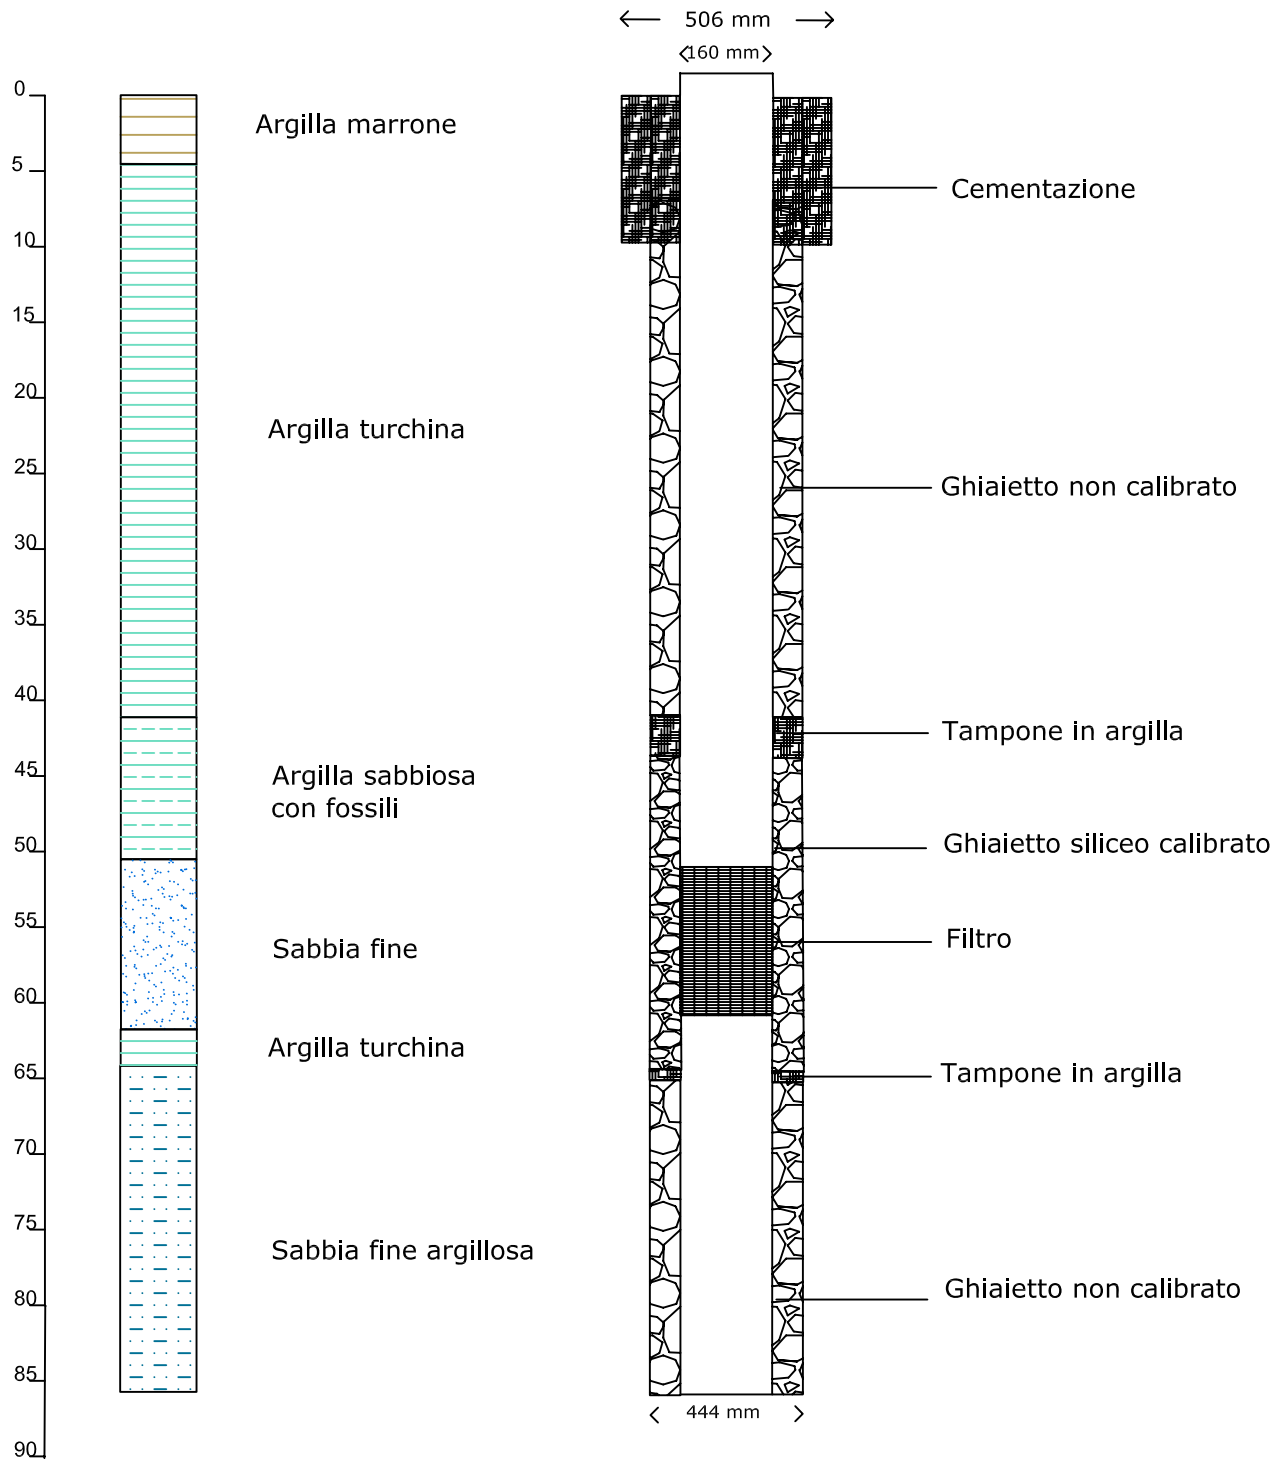 506 mm
160 mm
0
Argilla marrone
5
Cementazione
10
15
20
Argilla turchina
25
Ghiaietto non calibrato
30
35
40
Tampone in argilla
45
Argilla sabbiosa
con fossili
50
Ghiaietto siliceo calibrato
55
Filtro
Sabbia fine
60
Argilla turchina
65
Tampone in argilla
70
75
Sabbia fine argillosa
80
Ghiaietto non calibrato
85
444 mm
90